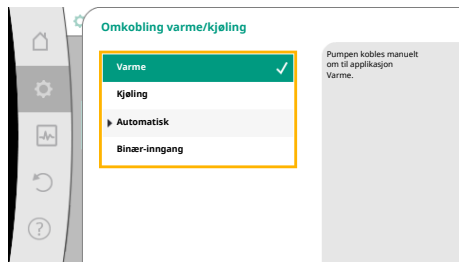 Omkobling varme/kjøling
Varme
Kjøling
Automatisk
Binær-inngang
Pumpen kobles manuelt
om til applikasjon
Varme.